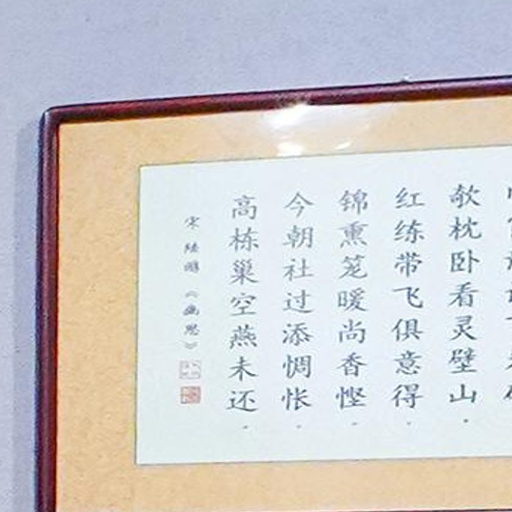 欹枕卧看灵璧山
红练带飞俱意得
锦熏笼暖尚香悭
今朝社过添惆怅
高栋巢空燕未还
宋 陆游《幽思》